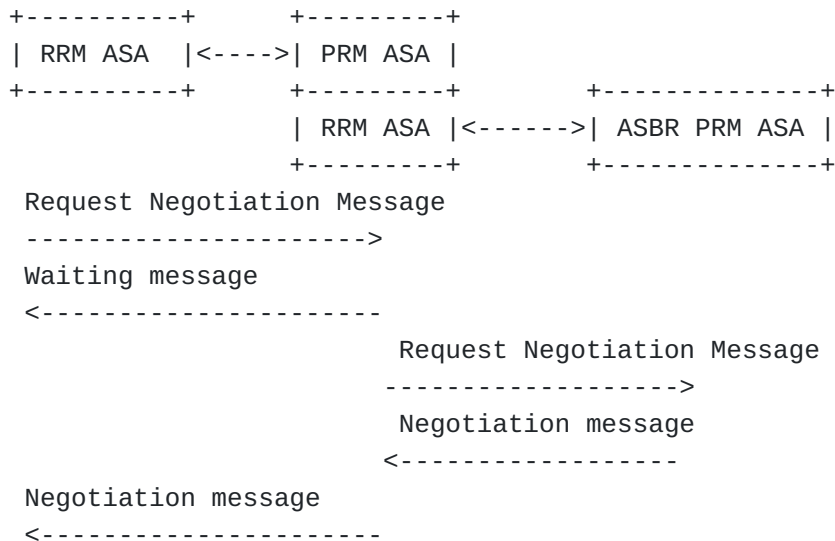 +----------+      +---------+
| RRM ASA  |<---->| PRM ASA |
+----------+      +---------+        +--------------+
                  | RRM ASA |<------>| ASBR PRM ASA |
                  +---------+        +--------------+
 Request Negotiation Message
 ---------------------->
 Waiting message
 <----------------------
                         Request Negotiation Message
                        ------------------->
                         Negotiation message
                        <------------------
 Negotiation message
 <----------------------